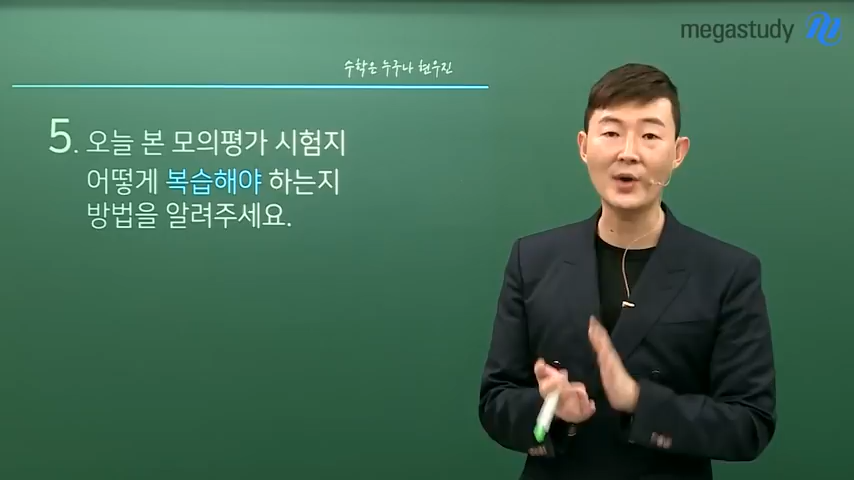 megastudy
수학은 누구나 현우진
5. 오늘 본 모의평가 시험지
어떻게 복습해야 하는지
방법을 알려주세요.